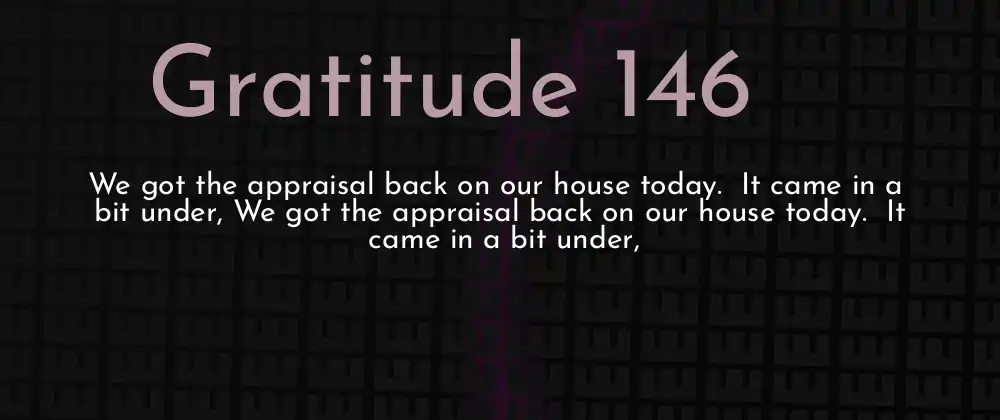 Gratitude 146
We got the appraisal back on our house today.  It came in a
bit under, We got the appraisal back on our house today.  It
came in a bit under,